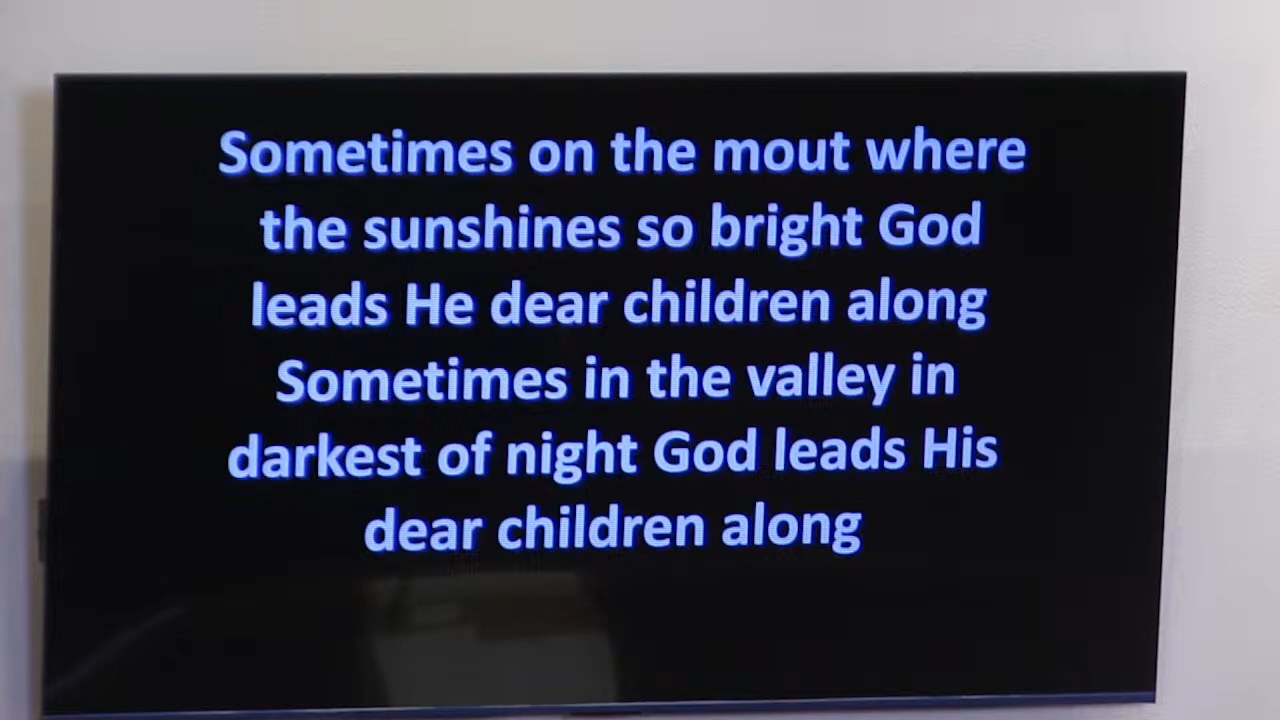 Sometimes on the mout where
the sunshines so bright God
leads He dear children along
Sometimes in the valley in
darkest of night God leads His
dear children along